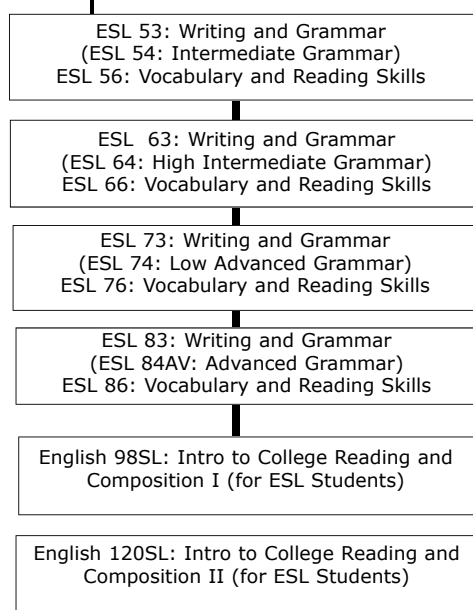 ESL 53: Writing and Grammar
(ESL 54: Intermediate Grammar)
ESL 56: Vocabulary and Reading Skills
ESL  63: Writing and Grammar
(ESL 64: High Intermediate Grammar)
ESL 66: Vocabulary and Reading Skills
ESL 73: Writing and Grammar
(ESL 74: Low Advanced Grammar)
ESL 76: Vocabulary and Reading Skills
ESL 83: Writing and Grammar
(ESL 84AV: Advanced Grammar)
ESL 86: Vocabulary and Reading Skills
English 98SL: Intro to College Reading and
Composition I (for ESL Students)
English 120SL: Intro to College Reading and
Composition II (for ESL Students)